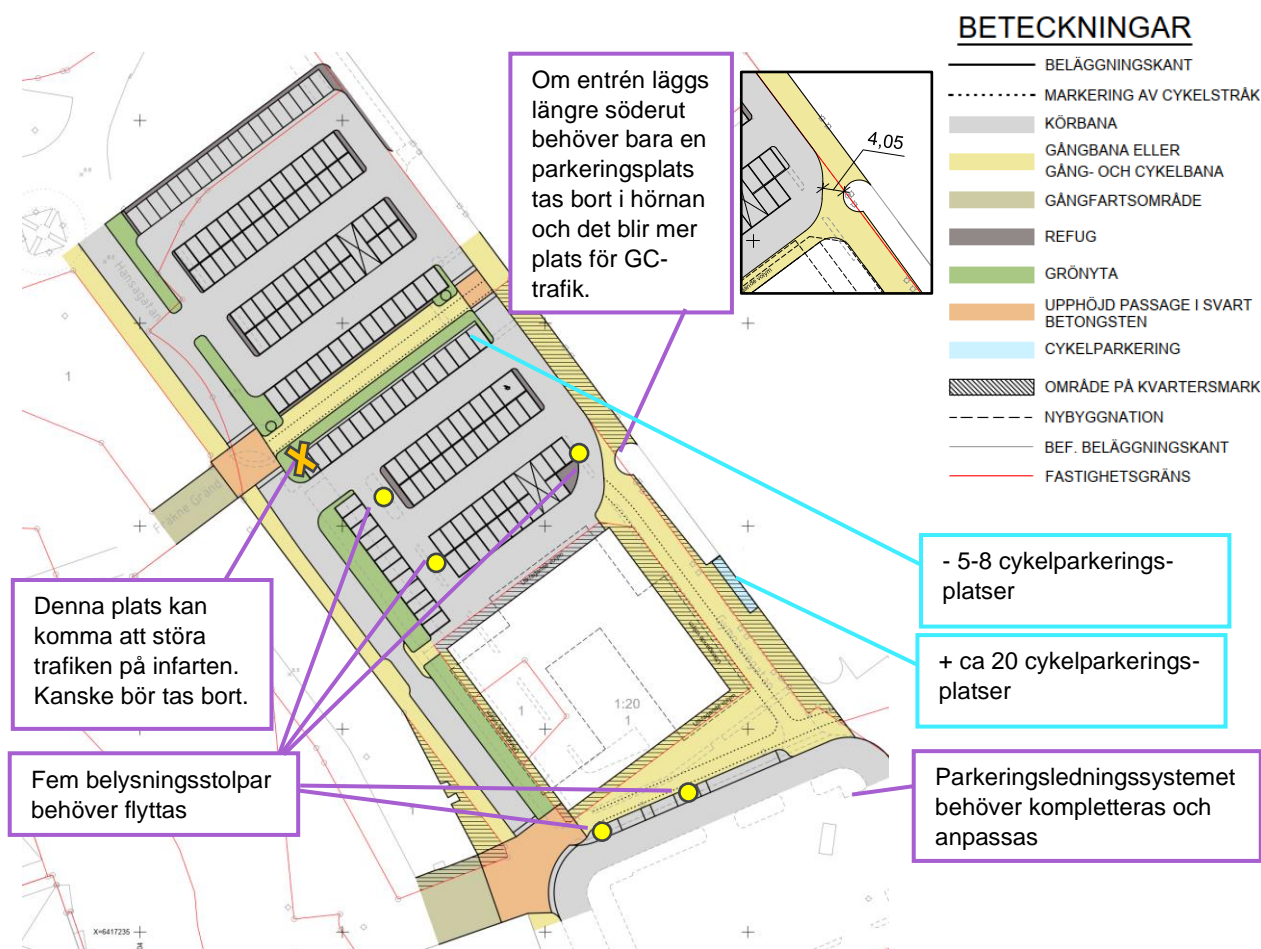 BETECKNINGAR
BELÄGGNINGSKANT
MARKERING AV CYKELSTRÅK
KÖRBANA
GÅNGBANA ELLER
GÅNG- OCH CYKELBANA
GÅNGFARTSOMRÅDE
REFUG
GRÖNYTA
UPPHÖJD PASSAGE I SVART
BETONGSTEN
CYKELPARKERING
OMRÅDE PÅ KVARTERSMARK
NYBYGGNATION
BEF. BELÄGGNINGSKANT
FASTIGHETSGRÄNS
Om entrén läggs
längre söderut
behöver bara en
parkeringsplats
tas bort i hörnan
och det blir mer
plats för GC-
trafik.
4,05
Hansagatan
1
Fräkne Gränd
- 5-8 cykelparkerings-
platser
+ ca 20 cykelparkerings-
platser
Denna plats kan
komma att störa
trafiken på infarten.
Kanske bör tas bort.
1:20
1
1
Fem belysningsstolpar
behöver flyttas
Parkeringsledningssystemet
behöver kompletteras och
anpassas
X=6417235